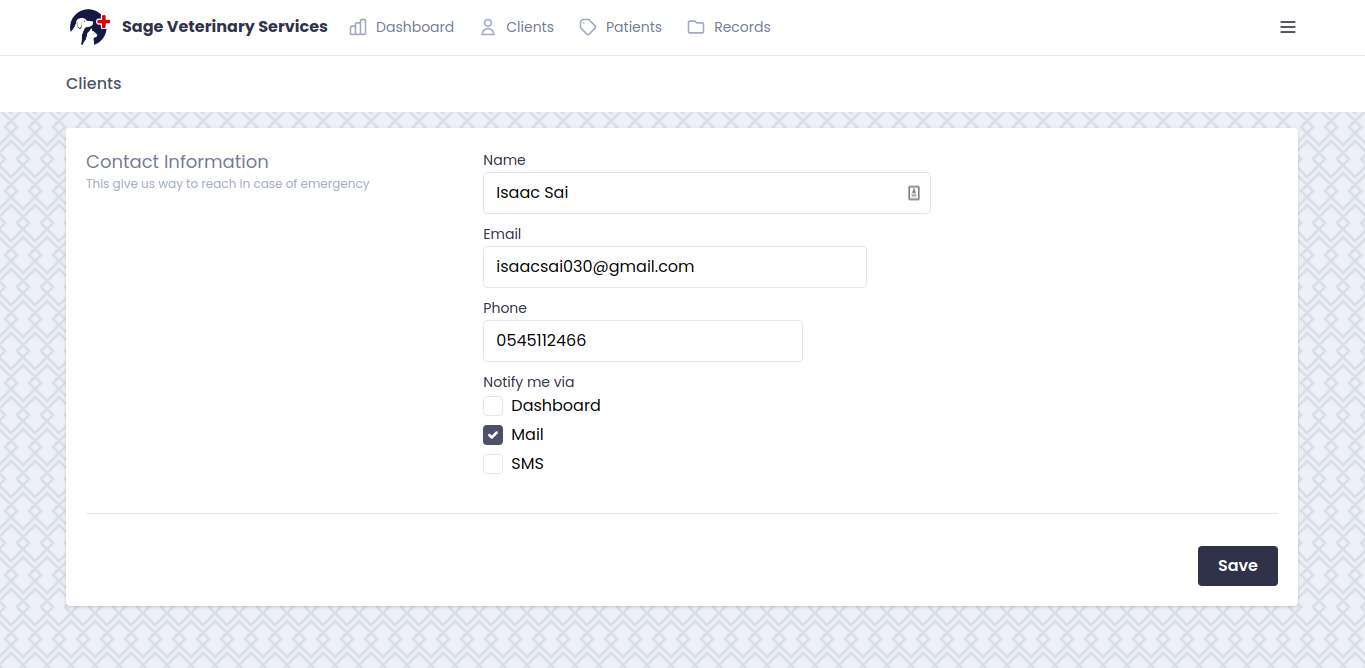 Sage Veterinary Services Dashboard Clients Patients Records
Clients
Contact Information
This give us way to reach in case of emergency
Name
Isaac Sai
Email
isaacsai030@gmail.com
Phone
0545112466
Notify me via
Dashboard
Mail
SMS
Save